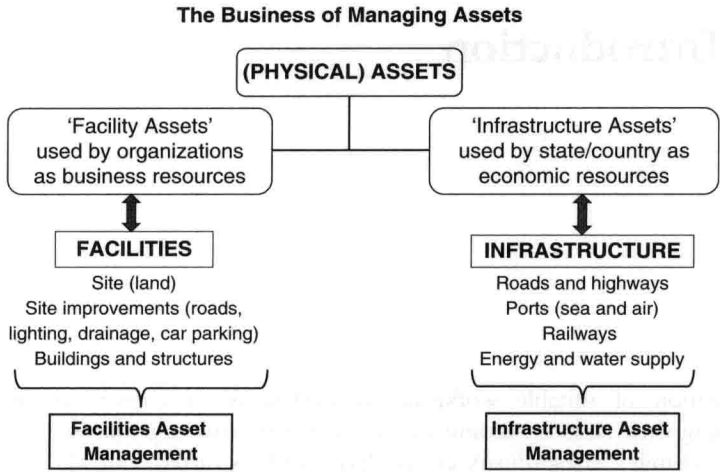 The Business of Managing Assets
(PHYSICAL) ASSETS
'Facility Assets'
used by organizations
as business resources
'Infrastructure Assets'
used by state/country as
economic resources
FACILITIES
Site (land)
Site improvements (roads,
lighting, drainage, car parking)
Buildings and structures
INFRASTRUCTURE
Roads and highways
Ports (sea and air)
Railways
Energy and water supply
Facilities Asset
Management
Infrastructure Asset
Management